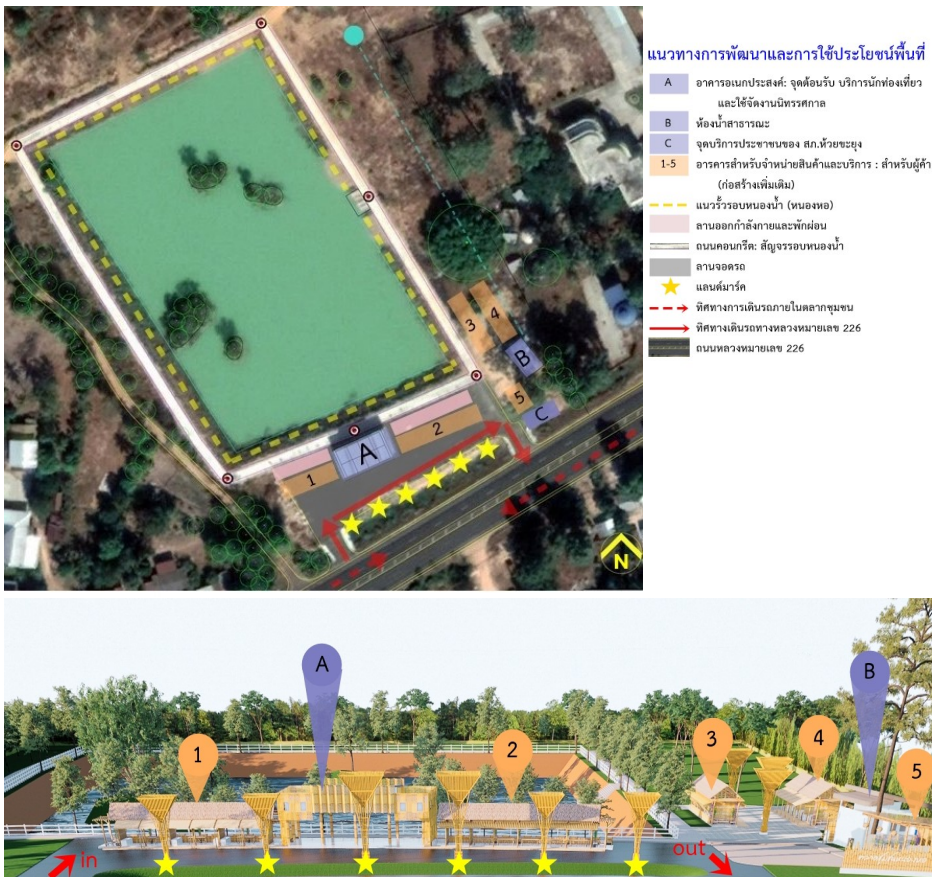 แนวทางการพัฒนาและการใช้ประโยชน์พื้นที่
A อาคารอเนกประสงค์: จุดต้อนรับ บริการนักท่องเที่ยว
และใช้จัดงานนิทรรศกาล
B ห้องน้ำสาธารณะ
C จุดบริการประชาชนของ สภ.ห้วยขะยุง
1-5 อารคารสำหรับจำหน่ายสินค้าและบริการ : สำหรับผู้ค้า
(ก่อสร้างเพิ่มเติม)
แนวรั้วรอบหนองน้ำ (หนองหอ)
ลานออกกำลังกายและพักผ่อน
ถนนคอนกรีต: สัญจรรอบหนองน้ำ
ลานจอดรถ
แลนด์มาร์ค
ทิศทางการเดินรถภายในตลาดชุมชน
ทิศทางเดินรถทางหลวงหมายเลข 226
ถนนหลวงหมายเลข 226
3
4
B
5
C
A
2
1
N
A
B
1
2
3
4
5
in
out